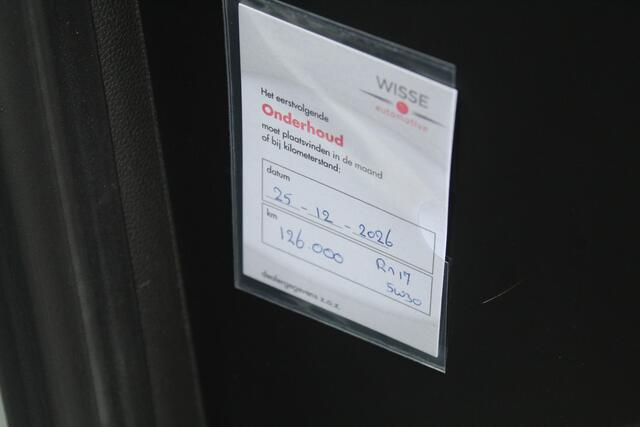 WISSE
automotive
Het eerstvolgende
Onderhoud
moet plaatsvinden in de maand
of bij kilometerstand:
datum
25 - 12 - 2026
km
126.000
Rn17
5W30
dealergegevens z.o.z.